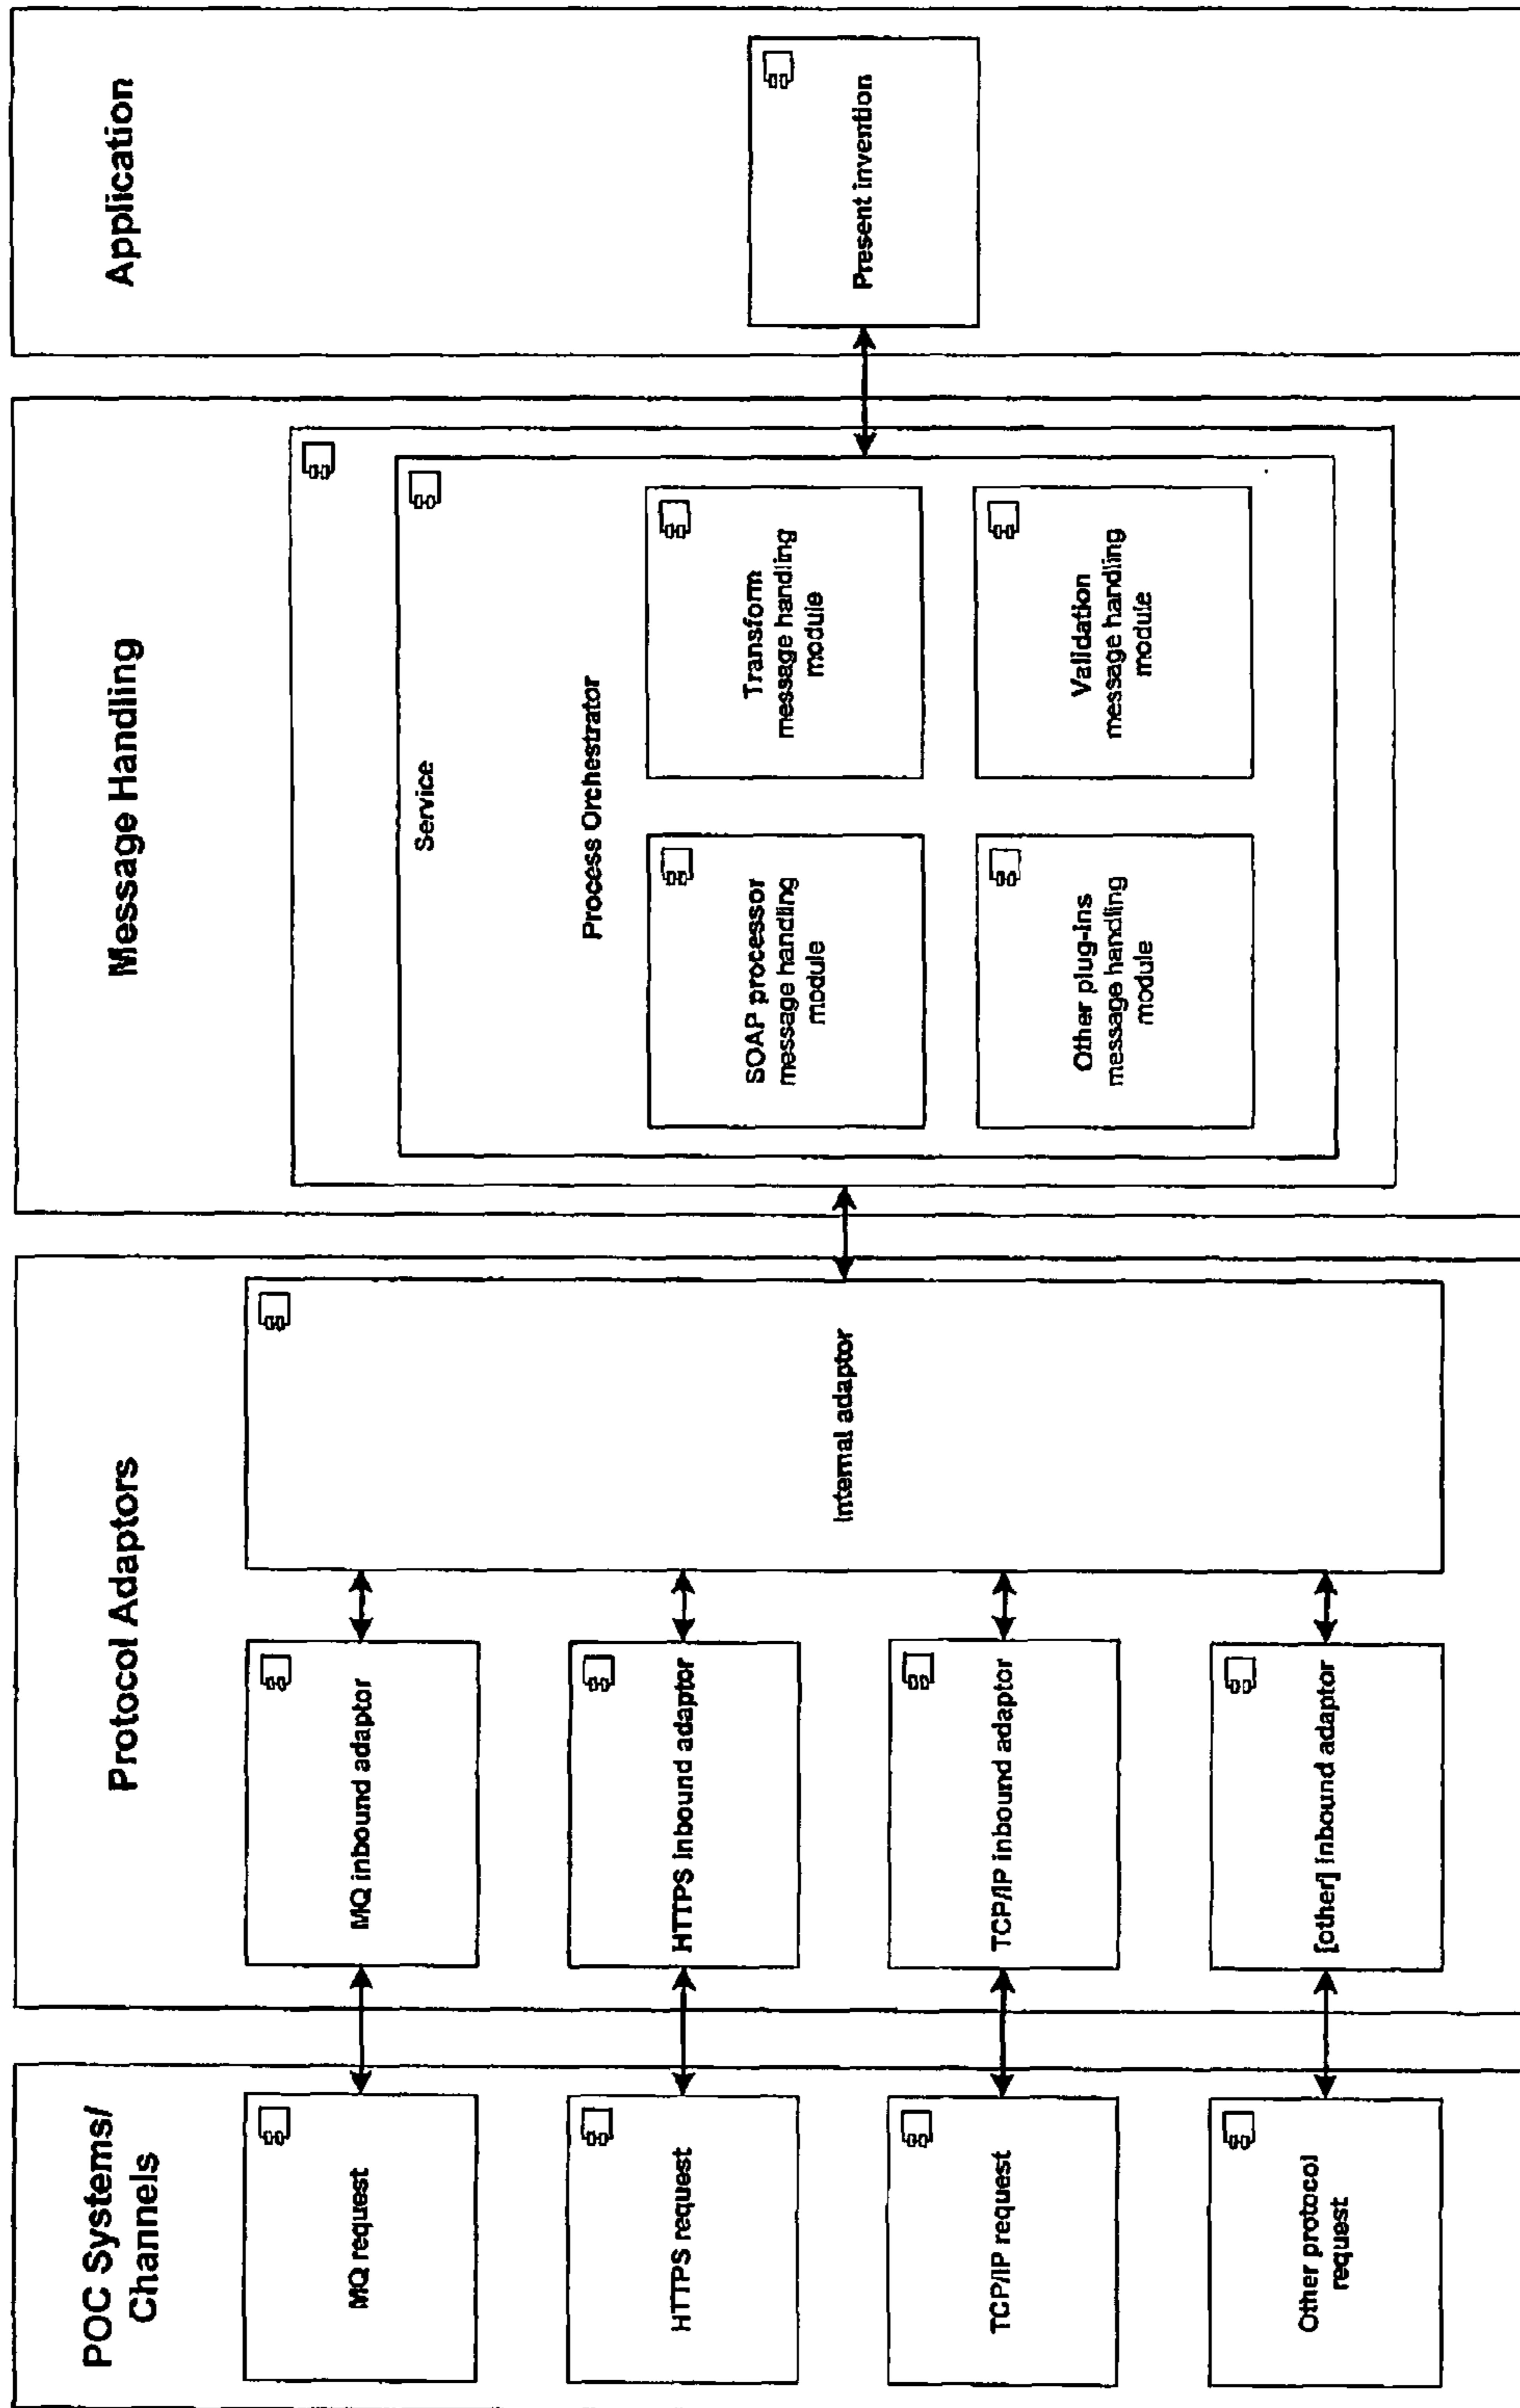 POC Systems/
Channels
MQ request
HTTPS request
TCP/IP request
Other protocol
request
Protocol Adaptors
MQ inbound adaptor
HTTPS inbound adaptor
TCP/IP inbound adaptor
[other] inbound adaptor
Internal adaptor
Message Handling
Service
Process Orchestrator
SOAP processor
message handling
module
Transform
message handling
module
Other plug-ins
message handling
module
Validation
message handling
module
Application
Present invention